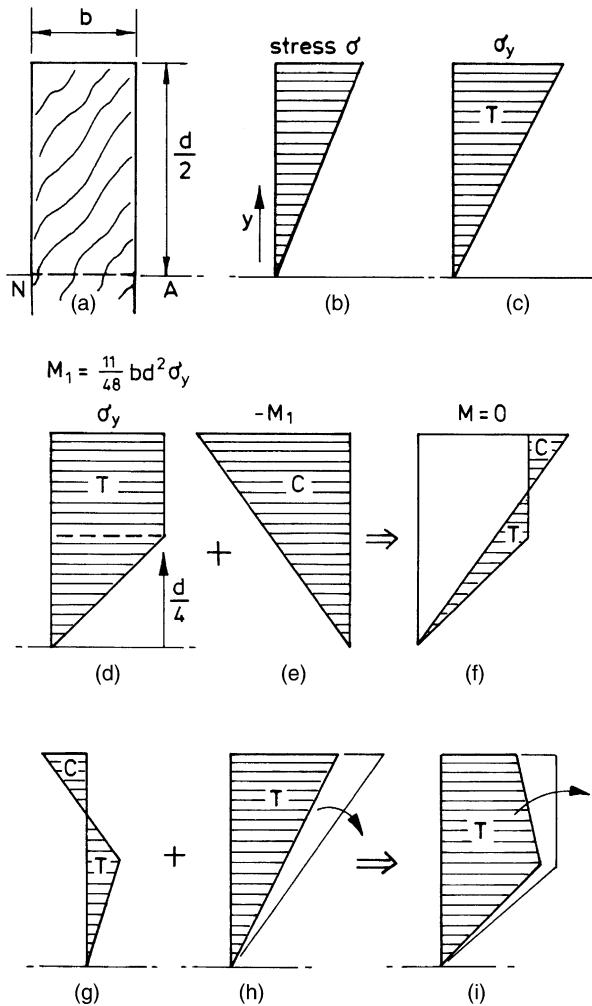 b
d
2
N
A
(a)
stress σ
y
(b)
σy
T
(c)
M₁ = 11/48 bd²σy
σy
T
d
4
(d)
+
-M₁
C
(e)
⇒
M = 0
C
T
(f)
C
T
(g)
+
T
(h)
⇒
T
(i)